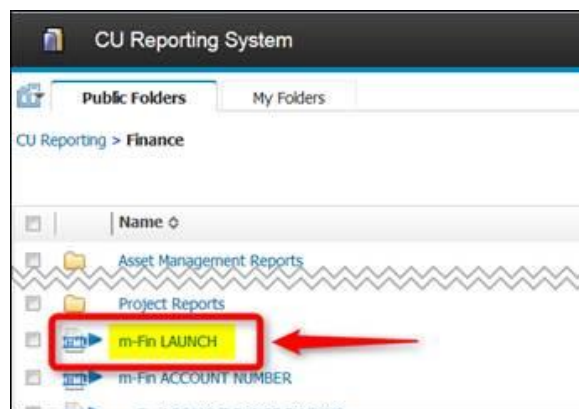 CU Reporting System
Public Folders My Folders
CU Reporting > Finance
Name
Asset Management Reports
Project Reports
m-Fin LAUNCH
m-Fin ACCOUNT NUMBER